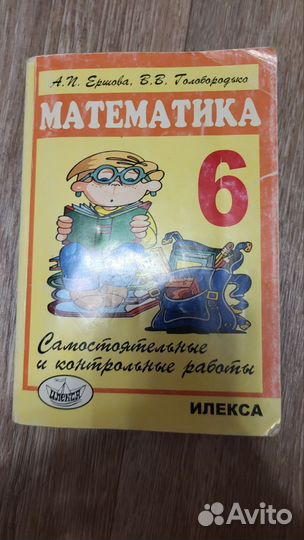 А.П. Ершова, В.В. Голобородько
МАТЕМАТИКА
6
Самостоятельные
и контрольные работы
ИЛЕКСА
ИЛЕКСА
Avito